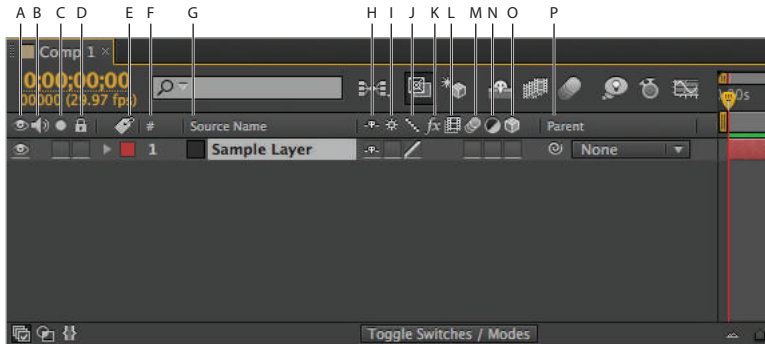 A B C D E F G H I J K L M N O P
Comp 1 ×
0;00;00;00
00000 (29.97 fps)
# Source Name fx Parent
1 Sample Layer None
Toggle Switches / Modes